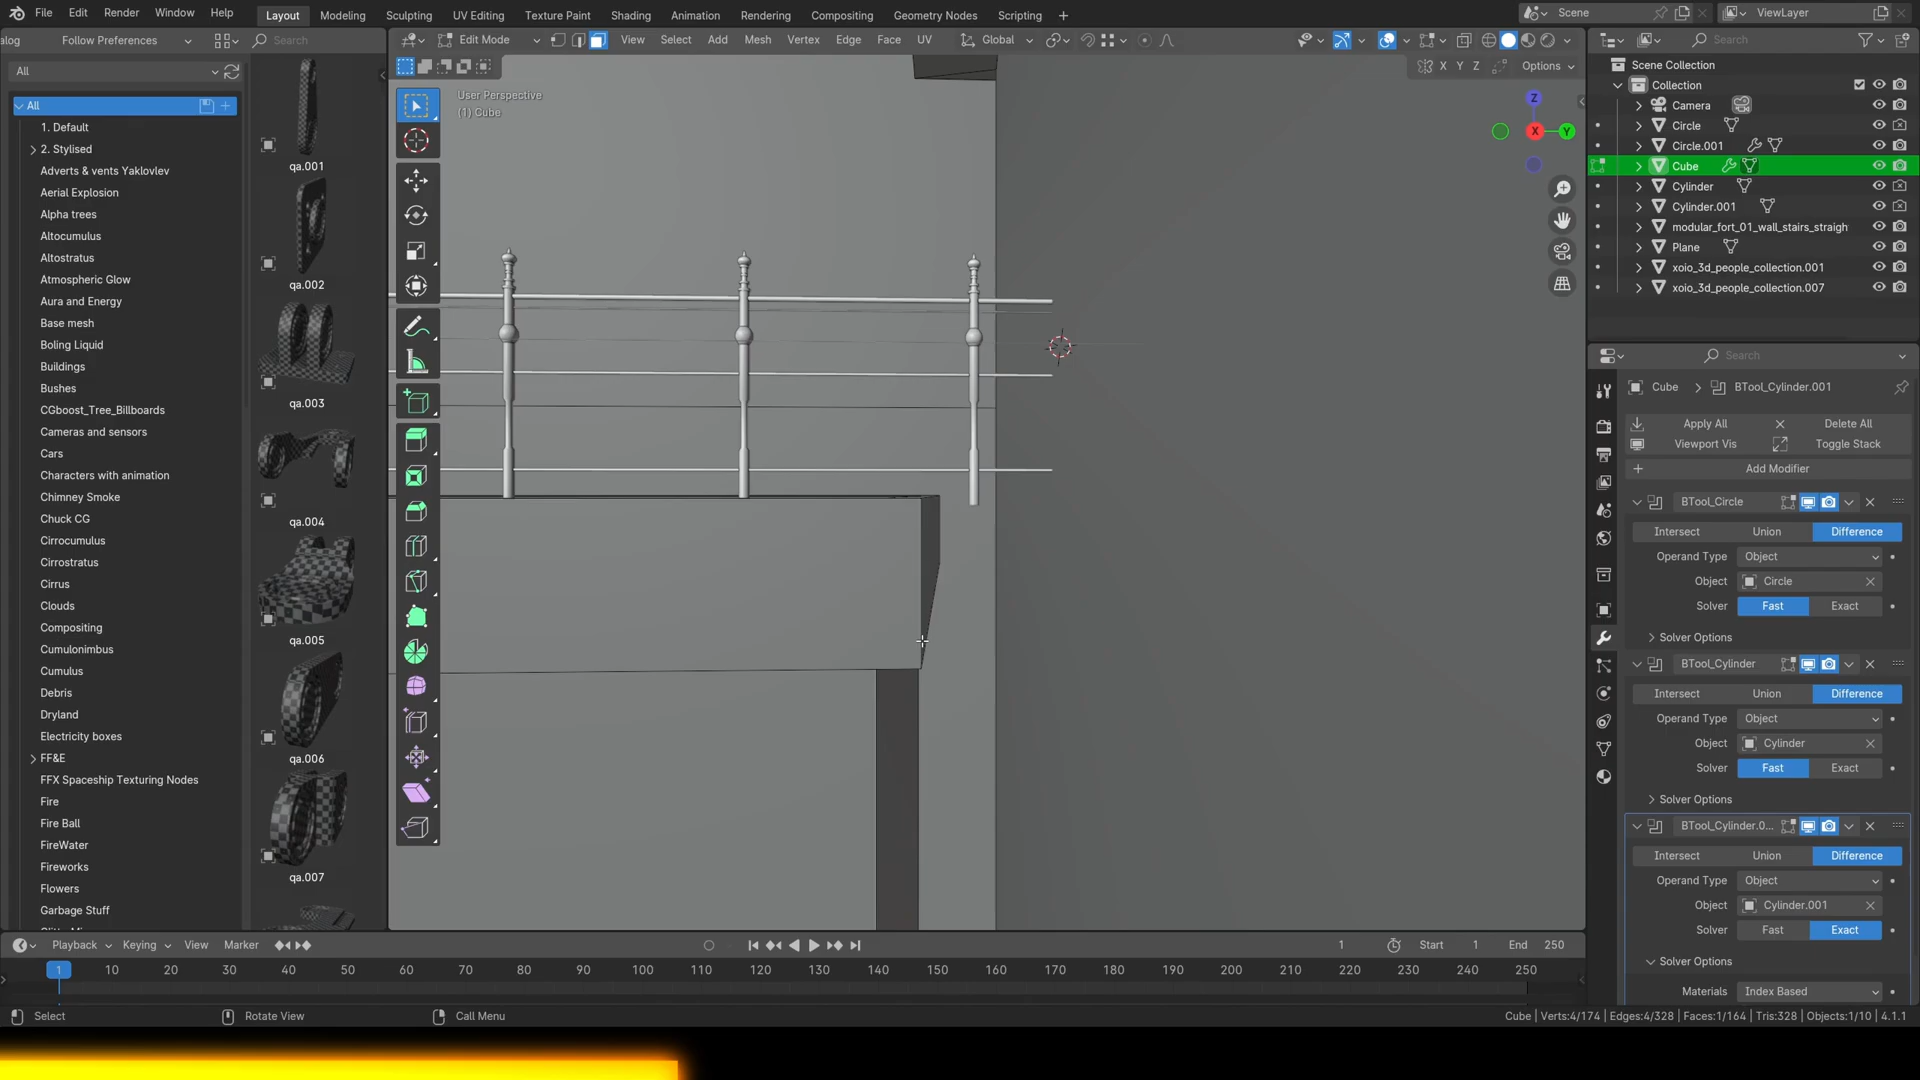 File Edit Render Window Help Layout Modeling Sculpting UV Editing Texture Paint Shading Animation Rendering Compositing Geometry Nodes Scripting + Scene ViewLayer
alog Follow Preferences Search Edit Mode View Select Add Mesh Vertex Edge Face UV Global Search
X Y Z Options
All
All
1. Default
2. Stylised
Adverts & vents Yaklovlev
Aerial Explosion
Alpha trees
Altocumulus
Altostratus
Atmospheric Glow
Aura and Energy
Base mesh
Boling Liquid
Buildings
Bushes
CGboost_Tree_Billboards
Cameras and sensors
Cars
Characters with animation
Chimney Smoke
Chuck CG
Cirrocumulus
Cirrostratus
Cirrus
Clouds
Compositing
Cumulonimbus
Cumulus
Debris
Dryland
Electricity boxes
FF&E
FFX Spaceship Texturing Nodes
Fire
Fire Ball
FireWater
Fireworks
Flowers
Garbage Stuff
qa.001
qa.002
qa.003
qa.004
qa.005
qa.006
qa.007
User Perspective
(1) Cube
Z
X
Y
Scene Collection
Collection
Camera
Circle
Circle.001
Cube
Cylinder
Cylinder.001
modular_fort_01_wall_stairs_straigh
Plane
xoio_3d_people_collection.001
xoio_3d_people_collection.007
Search
Cube > BTool_Cylinder.001
Apply All Delete All
Viewport Vis Toggle Stack
Add Modifier
BTool_Circle
Intersect Union Difference
Operand Type Object
Object Circle
Solver Fast Exact
Solver Options
BTool_Cylinder
Intersect Union Difference
Operand Type Object
Object Cylinder
Solver Fast Exact
Solver Options
BTool_Cylinder.0...
Intersect Union Difference
Operand Type Object
Object Cylinder.001
Solver Fast Exact
Solver Options
Materials Index Based
Playback Keying View Marker 1 Start 1 End 250
1 10 20 30 40 50 60 70 80 90 100 110 120 130 140 150 160 170 180 190 200 210 220 230 240 250
Select Rotate View Call Menu Cube | Verts:4/174 | Edges:4/328 | Faces:1/164 | Tris:328 | Objects:1/10 | 4.1.1